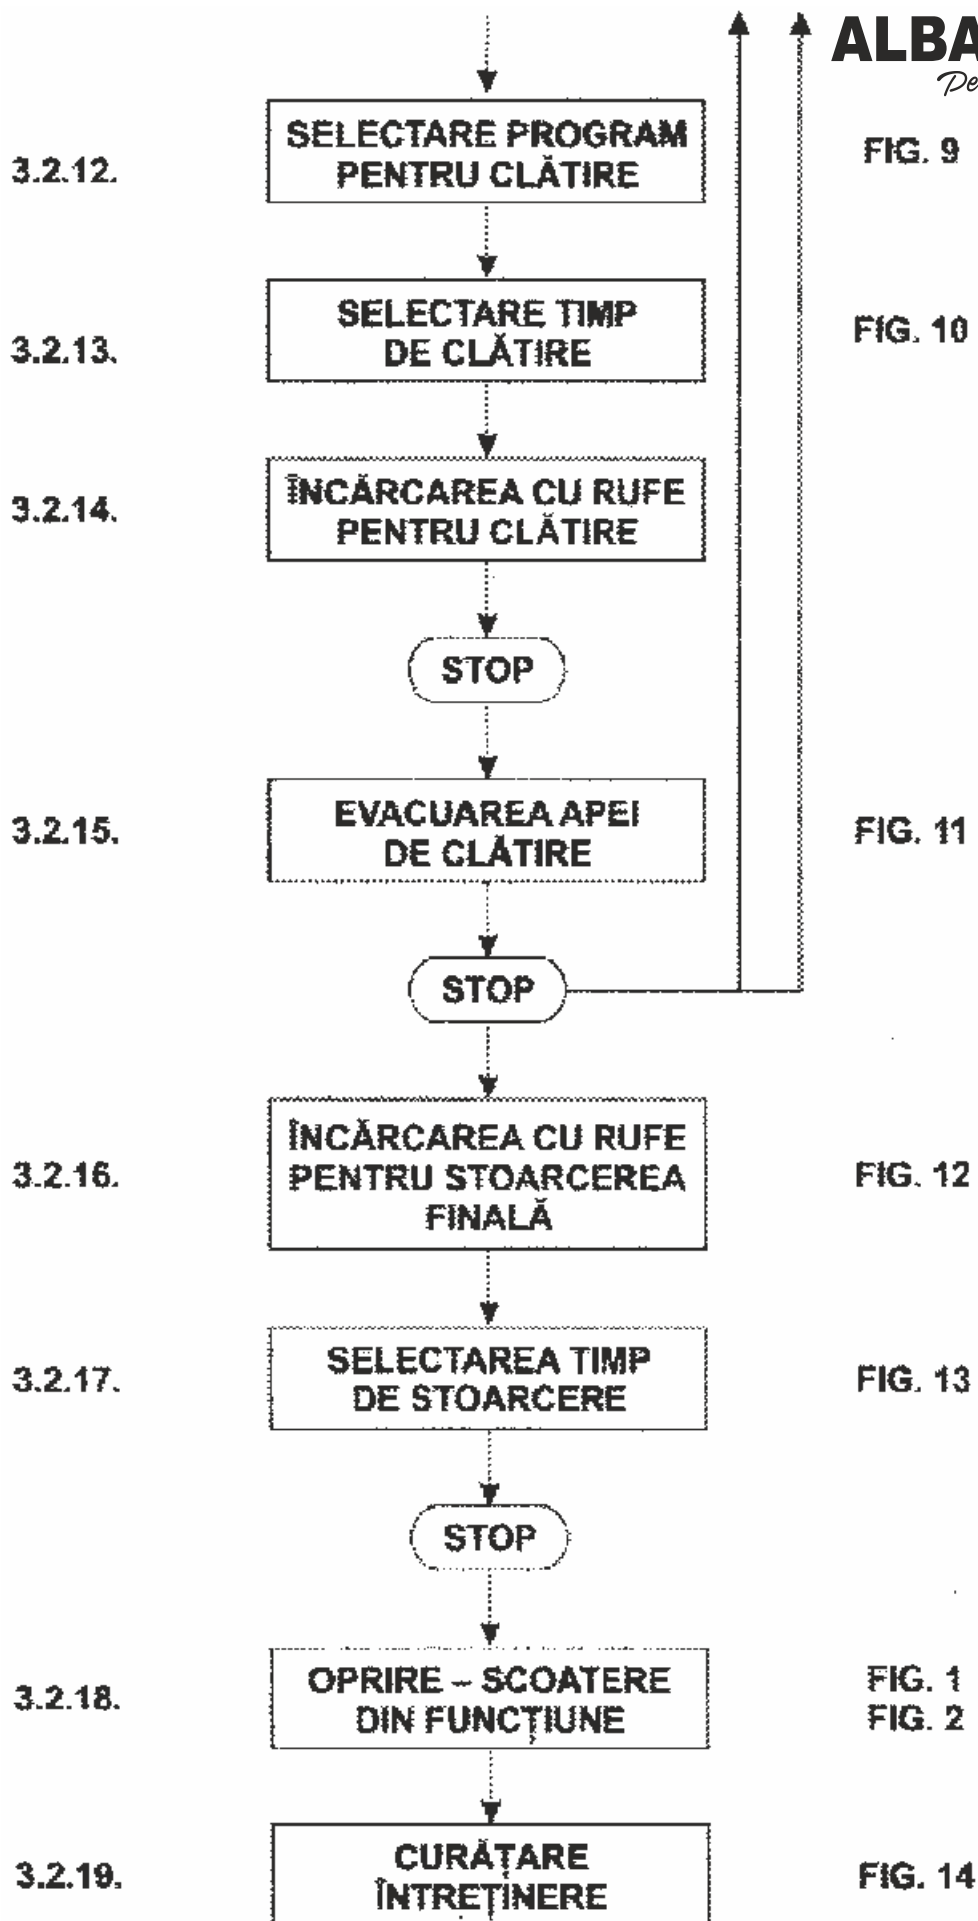 ALBA
Pe
3.2.12.
SELECTARE PROGRAM
PENTRU CLĂTIRE
FIG. 9
3.2.13.
SELECTARE TIMP
DE CLĂTIRE
FIG. 10
3.2.14.
ÎNCĂRCAREA CU RUFE
PENTRU CLĂTIRE
STOP
3.2.15.
EVACUAREA APEI
DE CLĂTIRE
FIG. 11
STOP
3.2.16.
ÎNCĂRCAREA CU RUFE
PENTRU STOARCEREA
FINALĂ
FIG. 12
3.2.17.
SELECTAREA TIMP
DE STOARCERE
FIG. 13
STOP
3.2.18.
OPRIRE – SCOATERE
DIN FUNCȚIUNE
FIG. 1
FIG. 2
3.2.19.
CURĂȚARE
ÎNTREȚINERE
FIG. 14